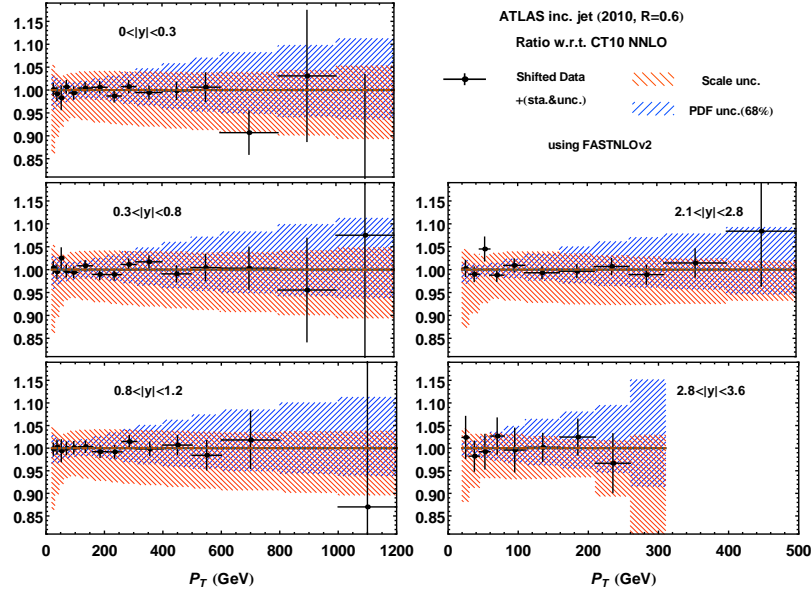 ATLAS inc. jet (2010, R=0.6)
Ratio w.r.t. CT10 NNLO
Shifted Data
+(sta.&unc.)
Scale unc.
PDF unc.(68%)
using FASTNLOv2
0<|y|<0.3
1.15
1.10
1.05
1.00
0.95
0.90
0.85
0.3<|y|<0.8
1.15
1.10
1.05
1.00
0.95
0.90
0.85
2.1<|y|<2.8
1.15
1.10
1.05
1.00
0.95
0.90
0.85
0.8<|y|<1.2
1.15
1.10
1.05
1.00
0.95
0.90
0.85
0 200 400 600 800 1000 1200
P_T (GeV)
2.8<|y|<3.6
1.15
1.10
1.05
1.00
0.95
0.90
0.85
0 100 200 300 400 500
P_T (GeV)